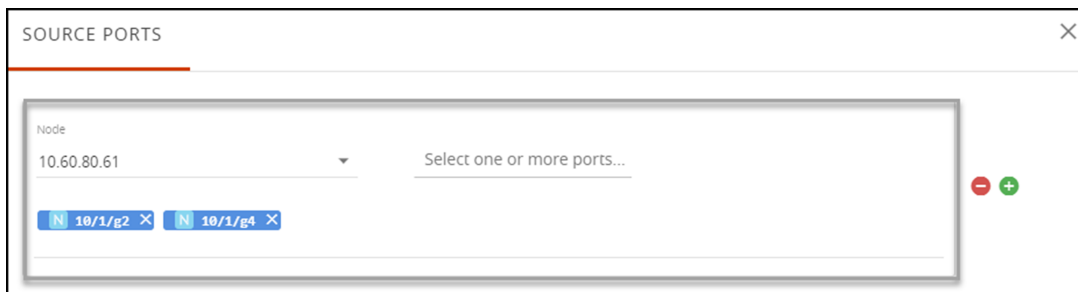 SOURCE PORTS
Node
10.60.80.61 Select one or more ports...
N 10/1/g2 N 10/1/g4